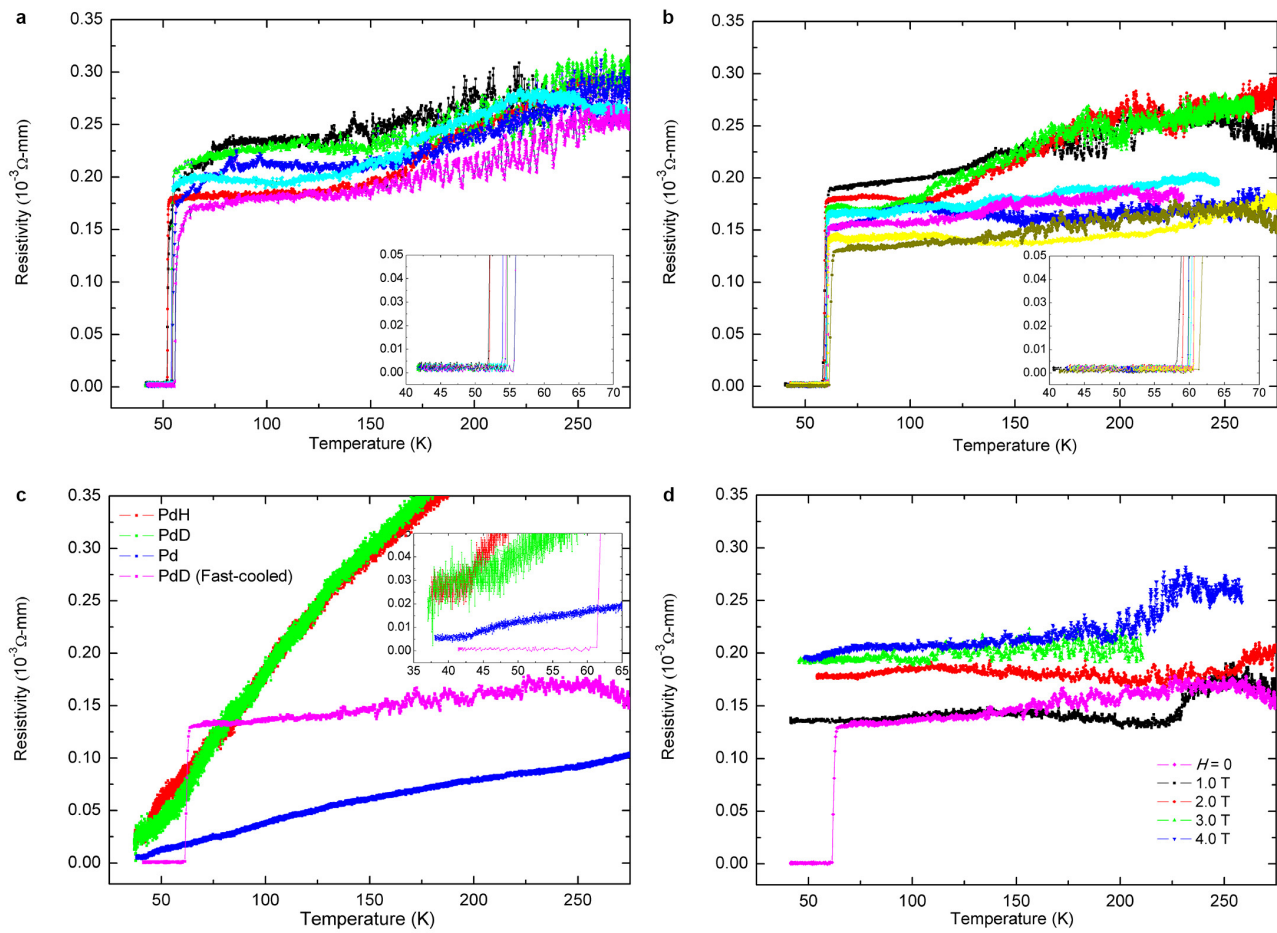 a
0.35
0.30
0.25
0.20
0.15
0.10
0.05
0.00
Resistivity (10⁻³Ω-mm)
50 100 150 200 250
Temperature (K)
0.05
0.04
0.03
0.02
0.01
0.00
40 45 50 55 60 65 70
b
0.35
0.30
0.25
0.20
0.15
0.10
0.05
0.00
Resistivity (10⁻³Ω-mm)
50 100 150 200 250
Temperature (K)
0.05
0.04
0.03
0.02
0.01
0.00
40 45 50 55 60 65 70
c
0.35
0.30
0.25
0.20
0.15
0.10
0.05
0.00
Resistivity (10⁻³Ω-mm)
50 100 150 200 250
Temperature (K)
PdH
PdD
Pd
PdD (Fast-cooled)
0.04
0.03
0.02
0.01
0.00
35 40 45 50 55 60 65
d
0.35
0.30
0.25
0.20
0.15
0.10
0.05
0.00
Resistivity (10⁻³Ω-mm)
50 100 150 200 250
Temperature (K)
H = 0
1.0 T
2.0 T
3.0 T
4.0 T